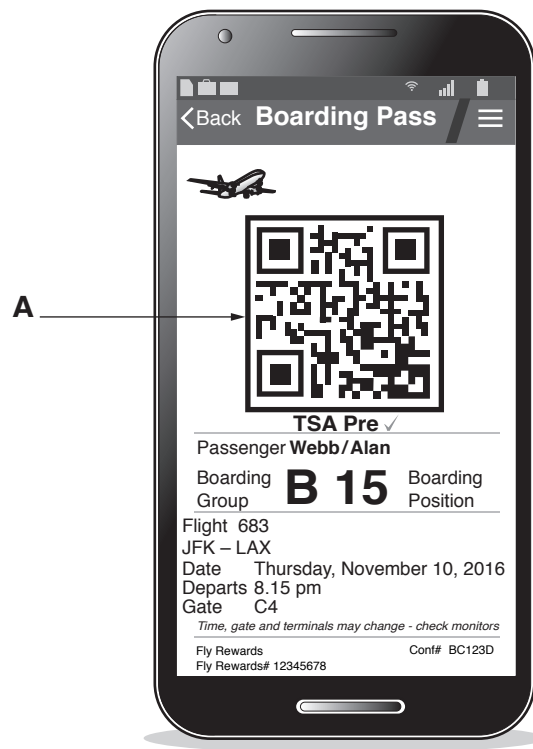 Back Boarding Pass
A
TSA Pre ✓
Passenger Webb/Alan
Boarding Group B 15 Boarding Position
Flight 683
JFK – LAX
Date Thursday, November 10, 2016
Departs 8.15 pm
Gate C4
Time, gate and terminals may change - check monitors
Fly Rewards Conf# BC123D
Fly Rewards# 12345678